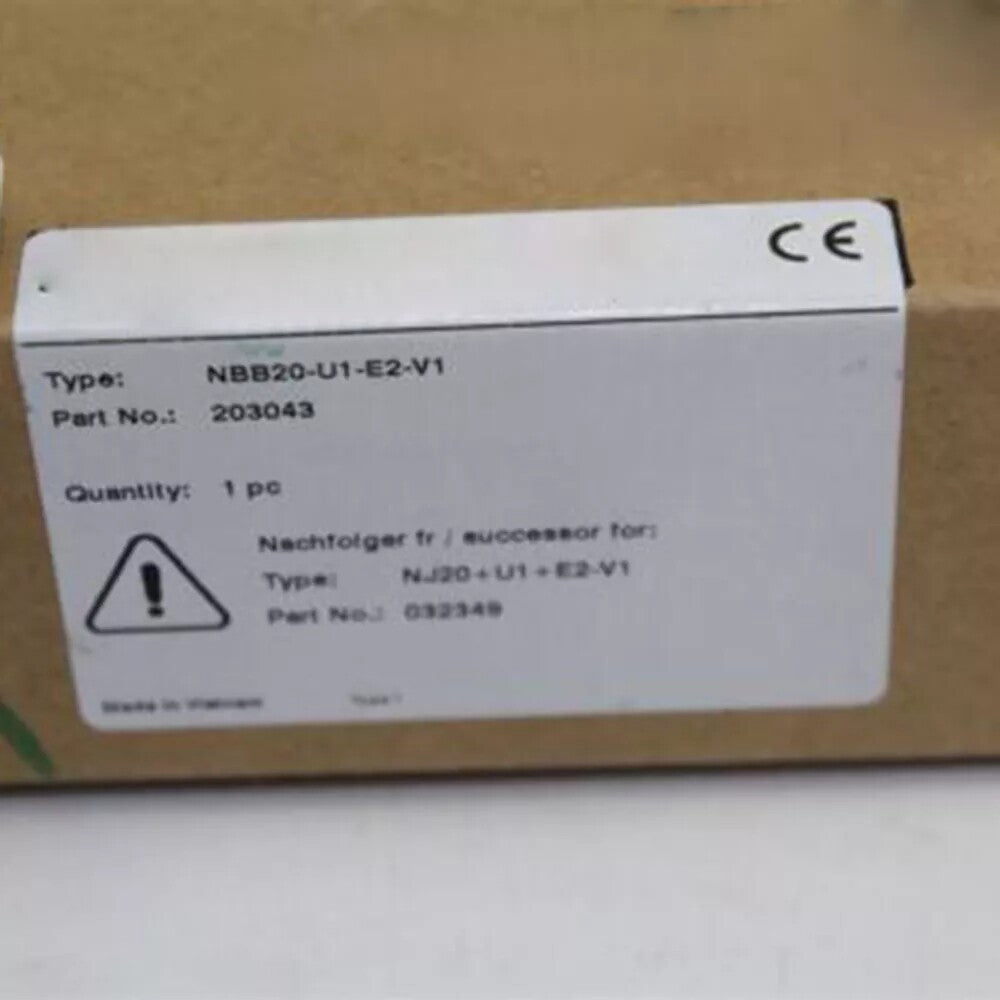 CE
Type: NBB20-U1-E2-V1
Part No.: 203043
Quantity: 1 pc
Nachfolger fr / successor for:
Type: NJ20+U1+E2-V1
Part No.: 032349
Made in Vietnam